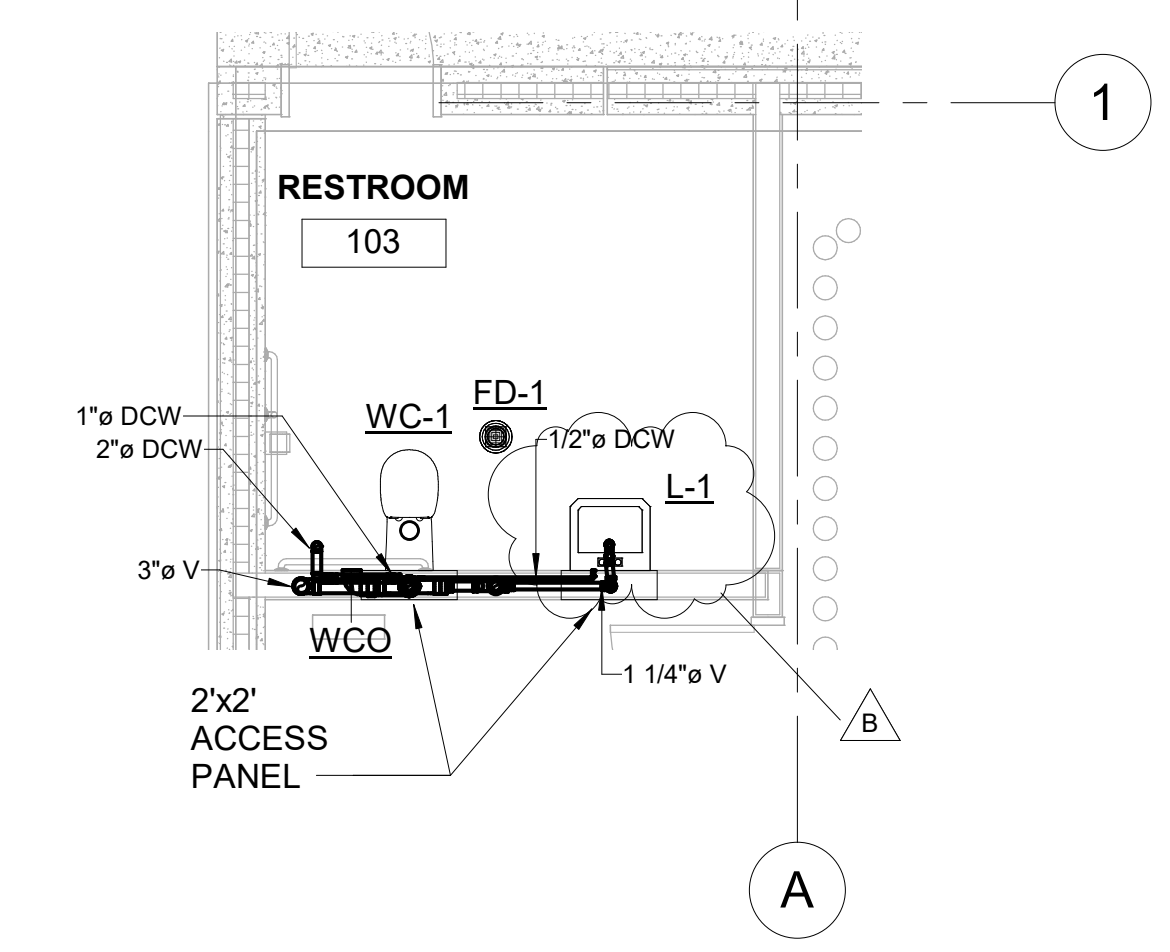 1
RESTROOM
103
FD-1
WC-1
1"ø DCW
2"ø DCW
1/2"ø DCW
L-1
3"ø V
WCO
1 1/4"ø V
2'x2'
ACCESS
PANEL
B
A